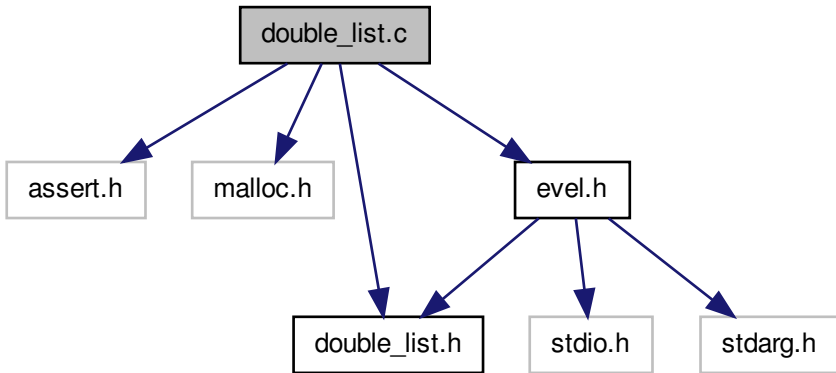 double_list.c
assert.h
malloc.h
evel.h
double_list.h
stdio.h
stdarg.h